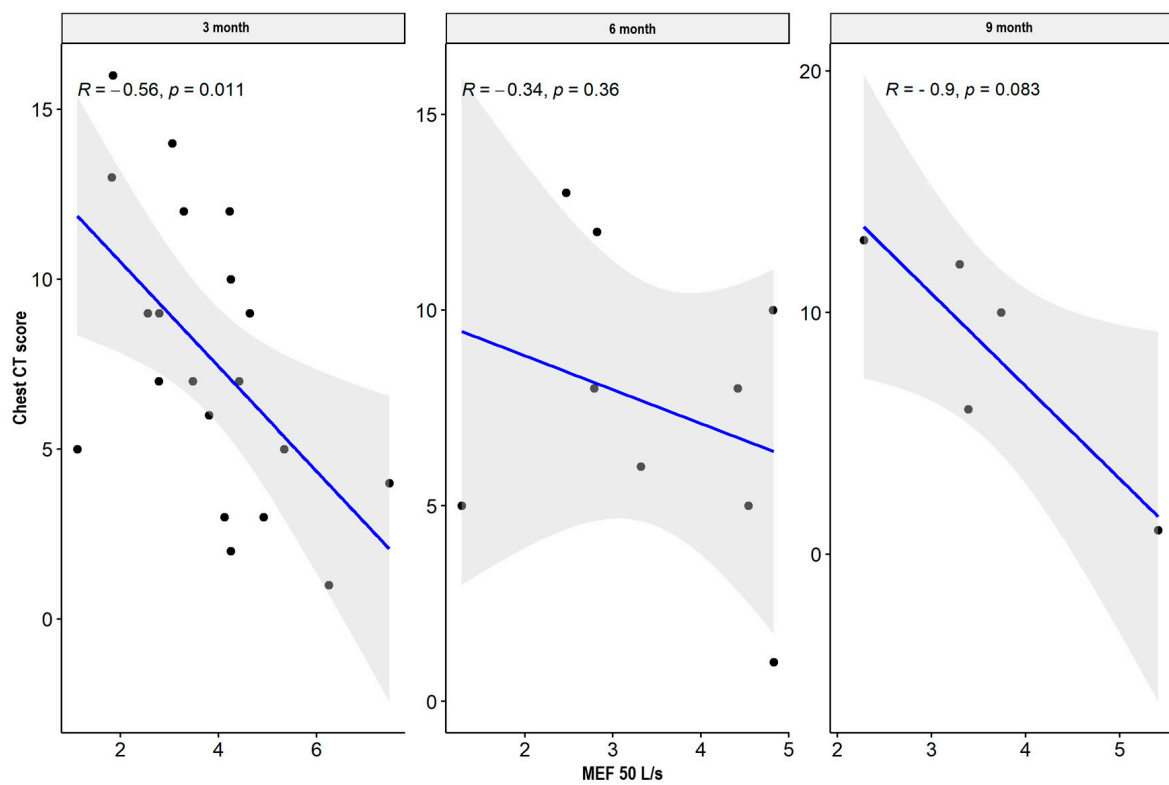 3 month
6 month
9 month
R = −0.56, p = 0.011
R = −0.34, p = 0.36
R = - 0.9, p = 0.083
Chest CT score
15
10
5
0
15
10
5
0
20
10
0
2 4 6
2 3 4 5
2 3 4 5
MEF 50 L/s